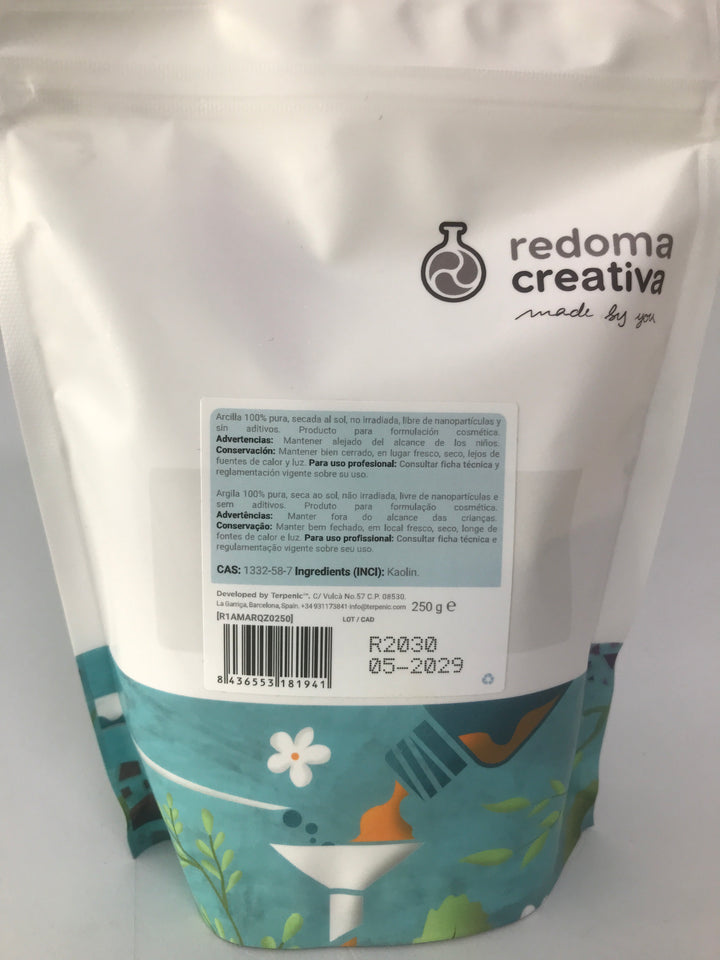 redoma
creativa
made by you
Arcilla 100% pura, secada al sol, no irradiada, libre de nanopartículas y
sin aditivos. Producto para formulación cosmética.
Advertencias: Mantener alejado del alcance de los niños.
Conservación: Mantener bien cerrado, en lugar fresco, seco, lejos de
fuentes de calor y luz. Para uso profesional: Consultar ficha técnica y
reglamentación vigente sobre su uso.
Argila 100% pura, seca ao sol, não irradiada, livre de nanopartículas e
sem aditivos. Produto para formulação cosmética.
Advertências: Manter fora do alcance das crianças.
Conservação: Manter bem fechado, em local fresco, seco, longe de
fontes de calor e luz. Para uso profissional: Consultar ficha técnica e
regulamentação vigente sobre seu uso.
CAS: 1332-58-7 Ingredients (INCI): Kaolin.
Developed by Terpenic™. C/ Vulcà No.57 C.P. 08530.
La Garriga, Barcelona, Spain. +34 931173841·info@terpenic.com 250 g ℮
[R1AMARQZ0250] LOT / CAD
R2030
05-2029
8 436553 181941